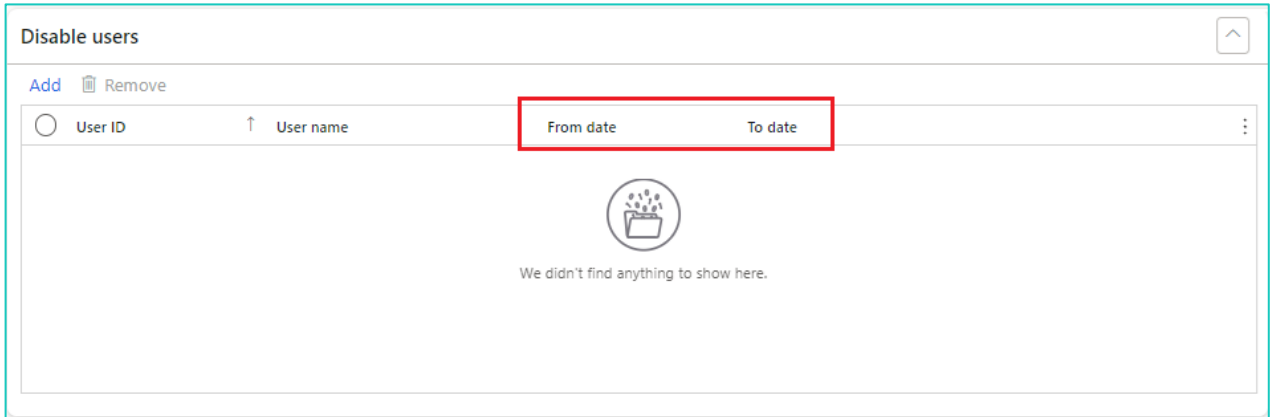 Disable users
Add Remove
User ID ↑ User name From date To date
We didn't find anything to show here.